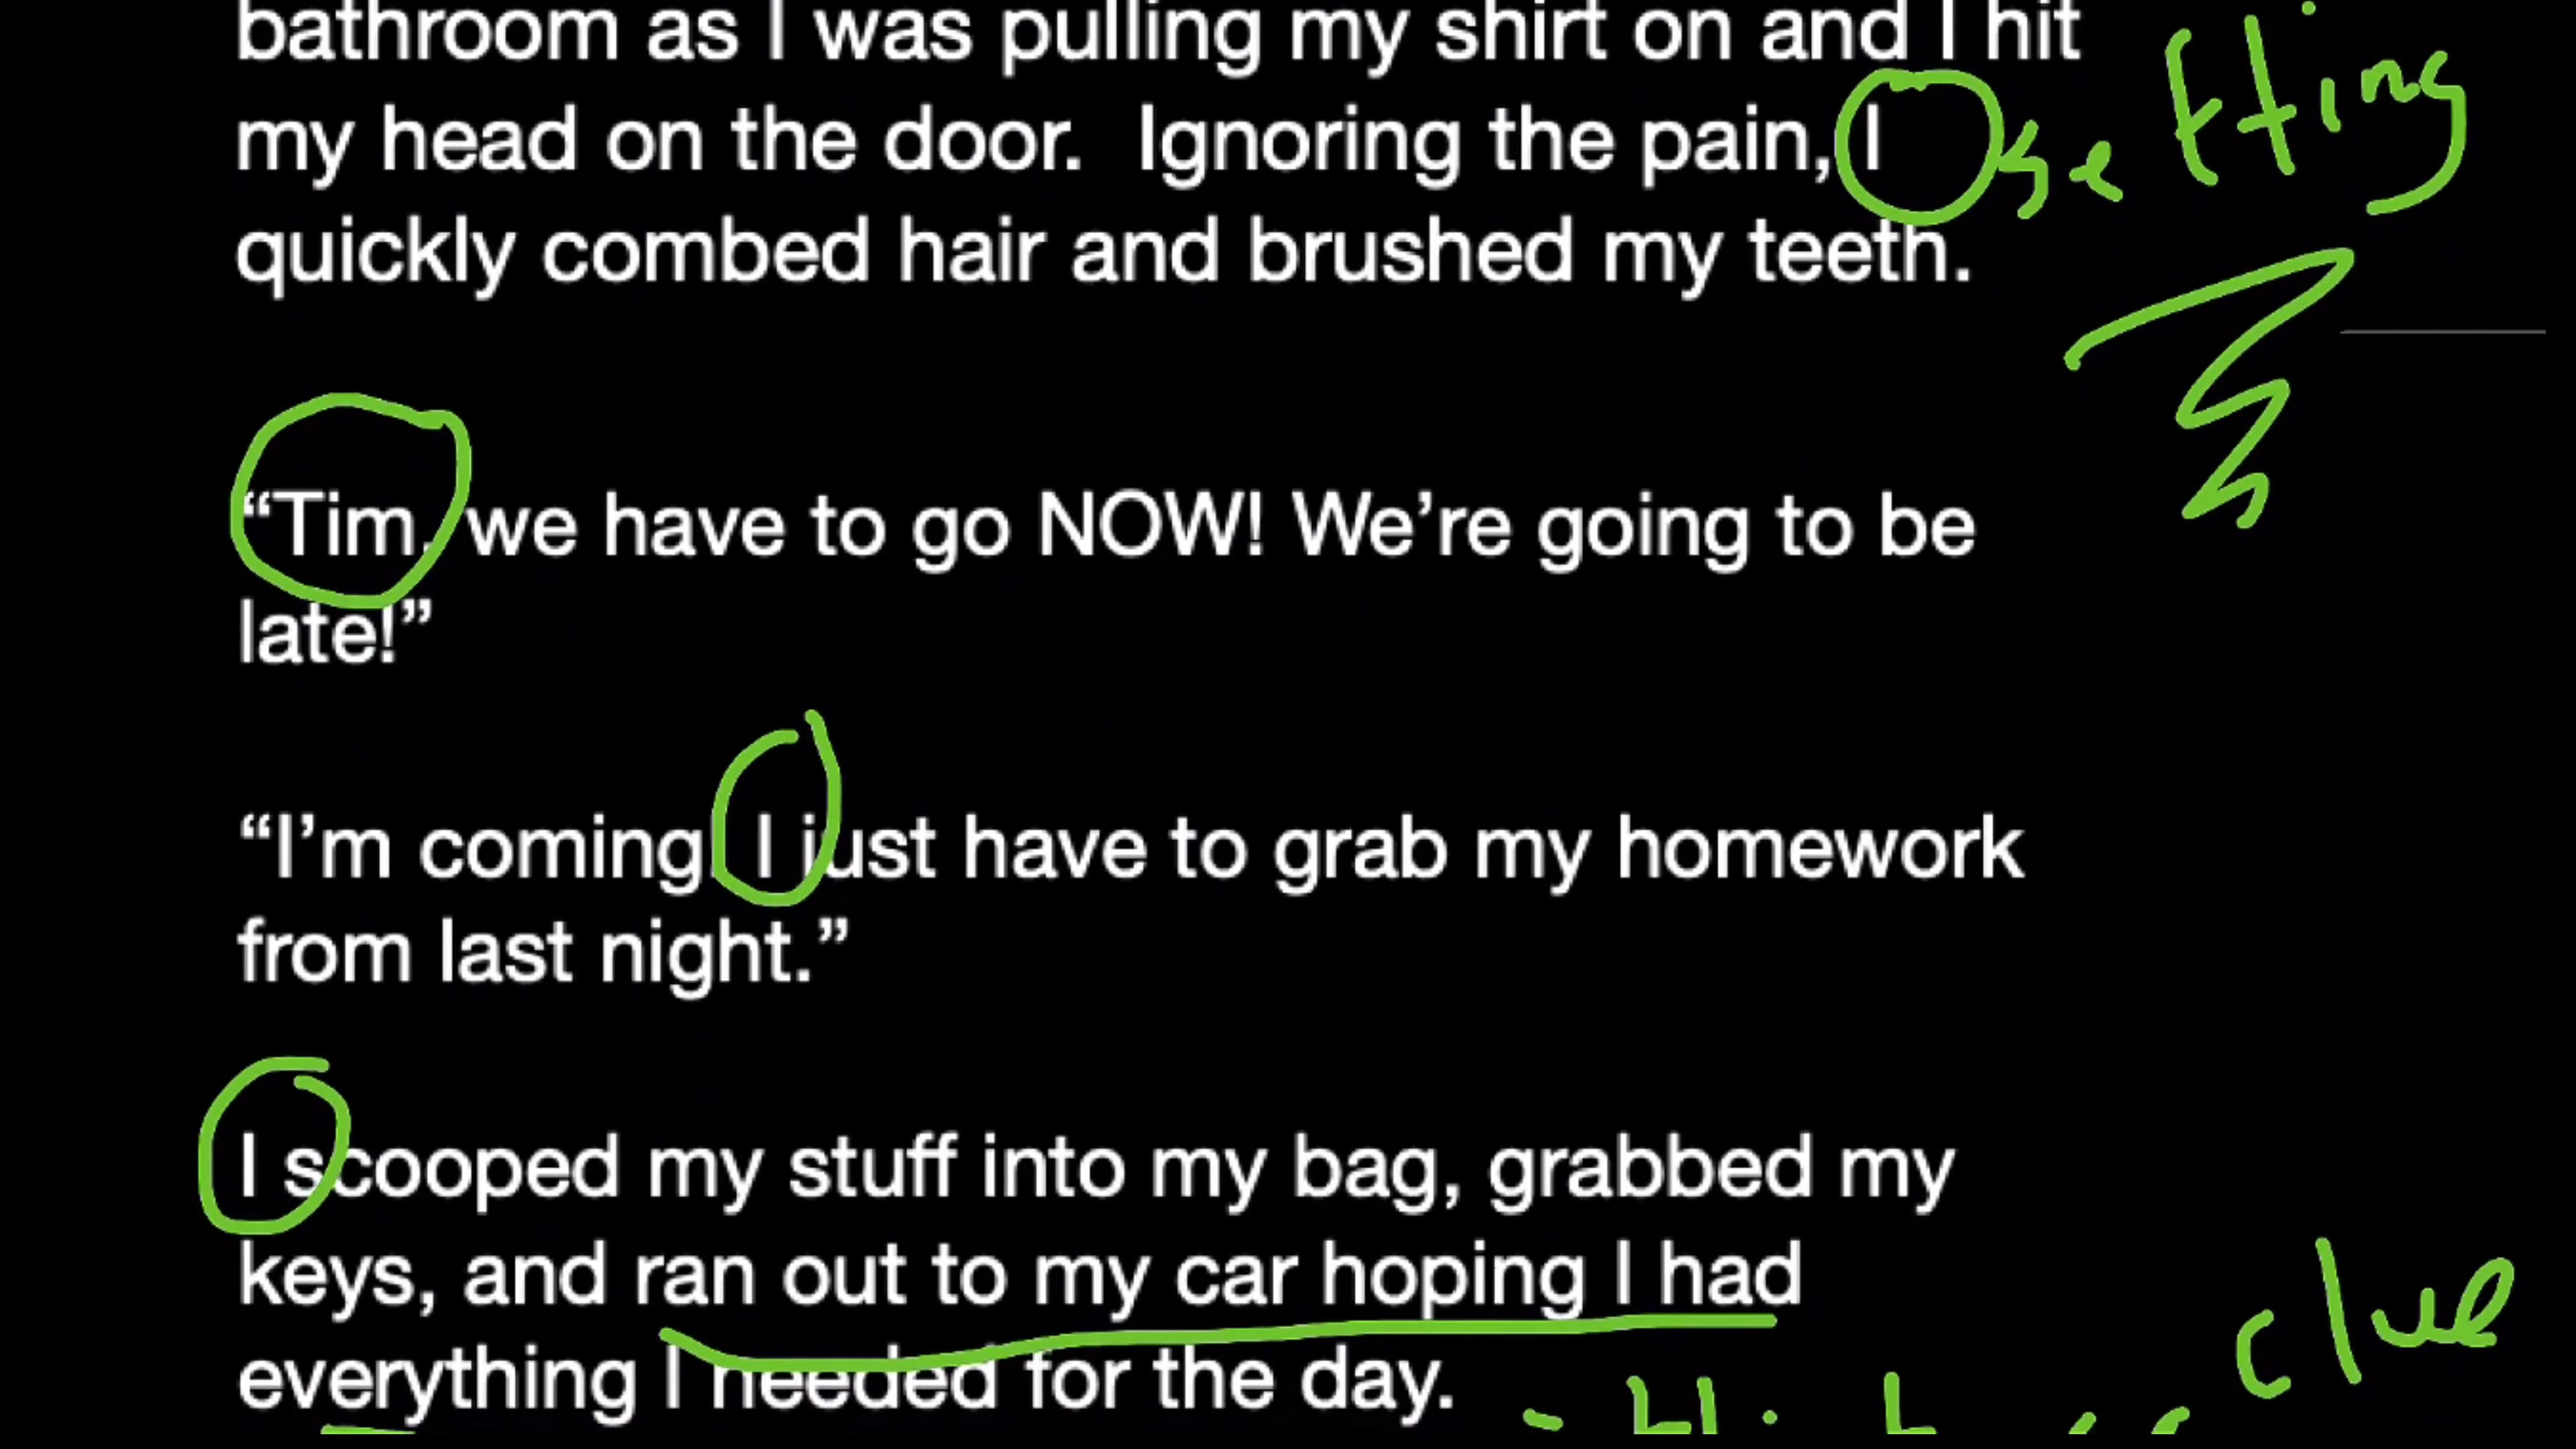 bathroom as I was pulling my shirt on and I hit
my head on the door. Ignoring the pain, I setting
quickly combed hair and brushed my teeth.
“Tim, we have to go NOW! We’re going to be
late!”
“I’m coming I just have to grab my homework
from last night.”
I scooped my stuff into my bag, grabbed my
keys, and ran out to my car hoping I had
clue
everything I needed for the day.